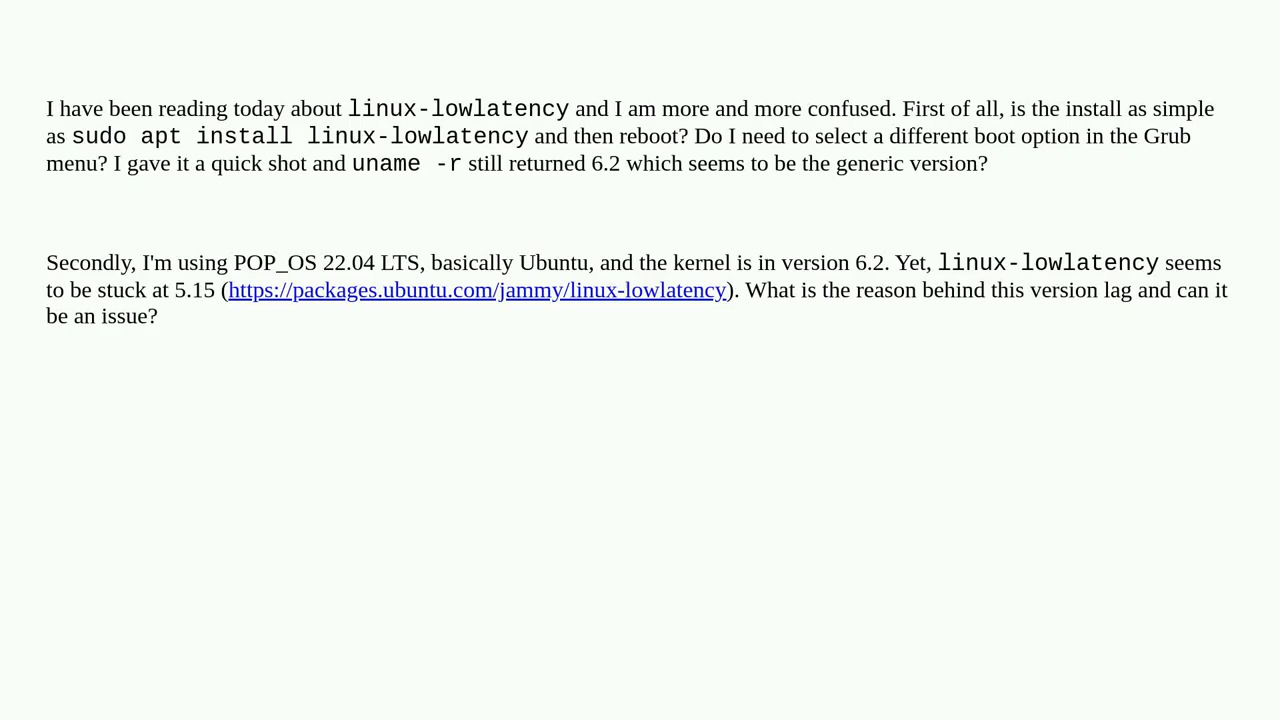 I have been reading today about linux-lowlatency and I am more and more confused. First of all, is the install as simple
as sudo apt install linux-lowlatency and then reboot? Do I need to select a different boot option in the Grub
menu? I gave it a quick shot and uname -r still returned 6.2 which seems to be the generic version?
Secondly, I'm using POP_OS 22.04 LTS, basically Ubuntu, and the kernel is in version 6.2. Yet, linux-lowlatency seems
to be stuck at 5.15 (https://packages.ubuntu.com/jammy/linux-lowlatency). What is the reason behind this version lag and can it
be an issue?